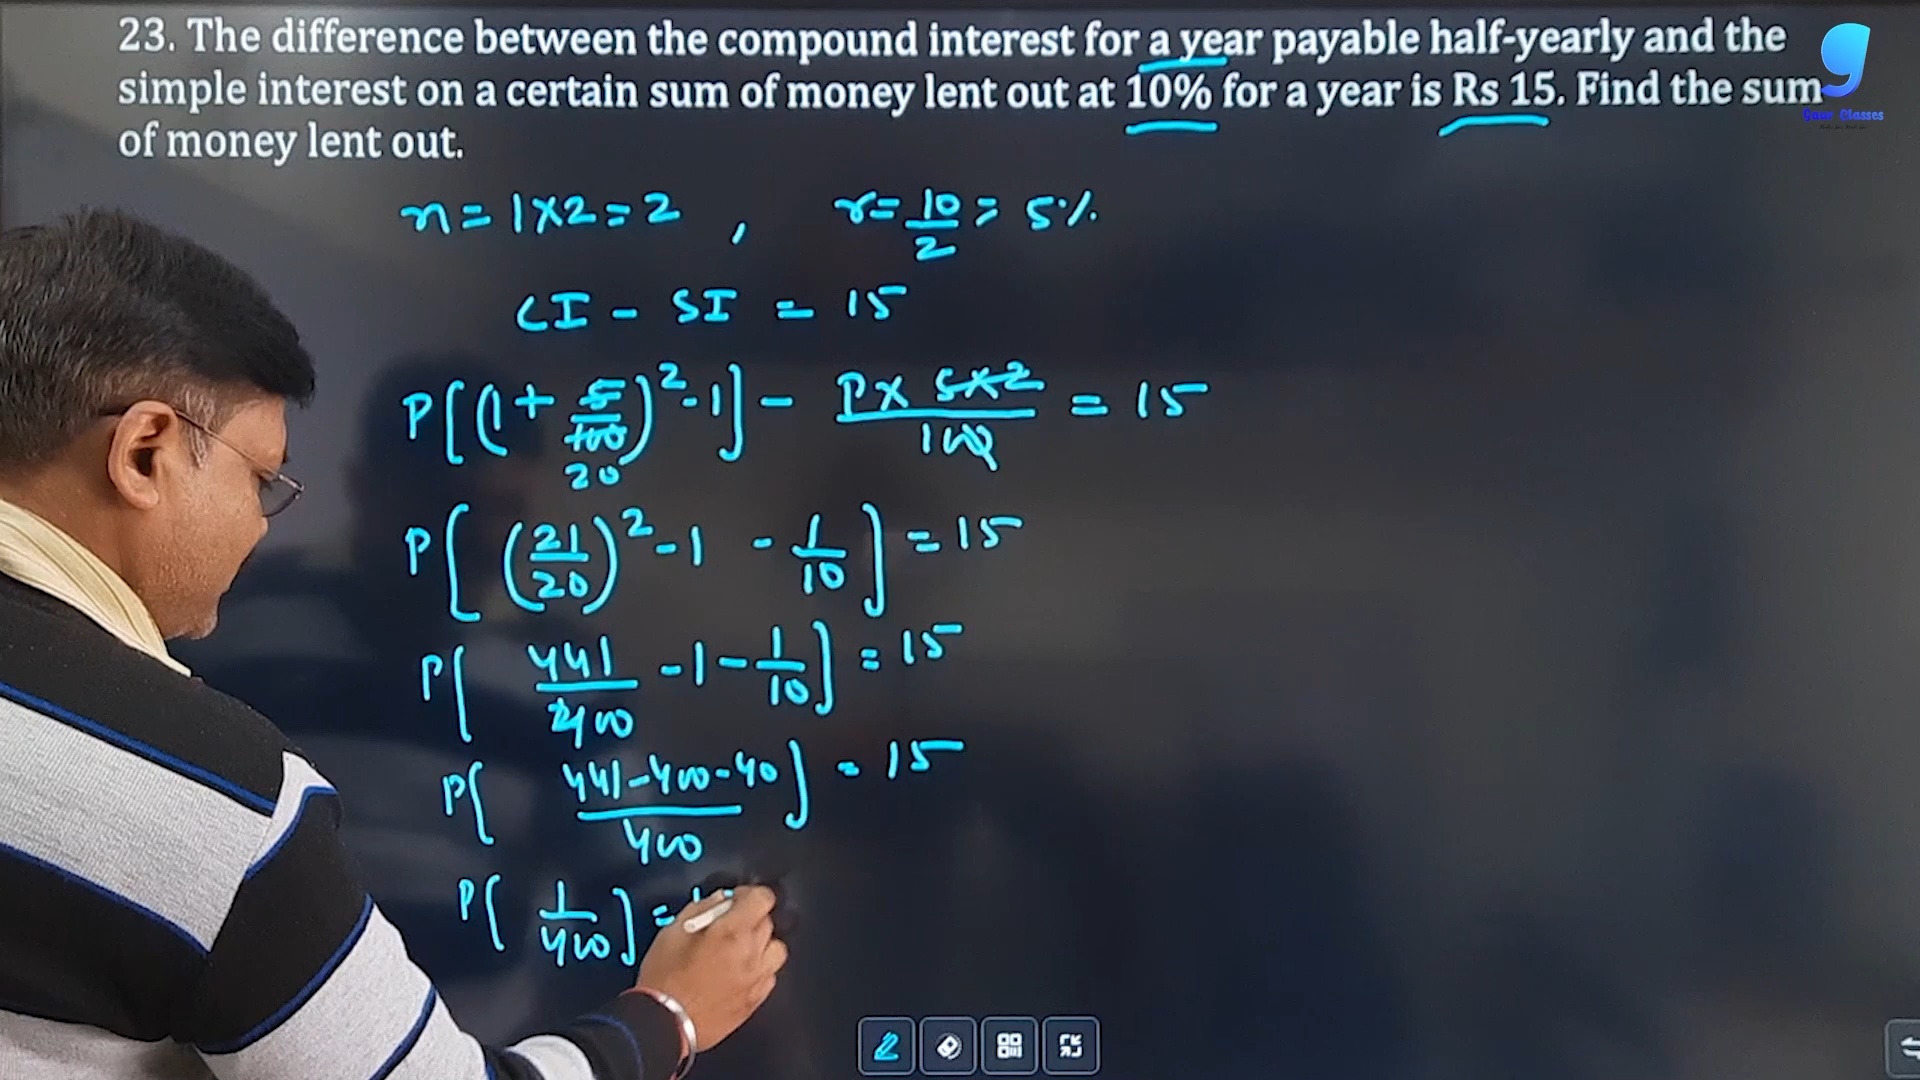 23. The difference between the compound interest for a year payable half-yearly and the
simple interest on a certain sum of money lent out at 10% for a year is Rs 15. Find the sum
of money lent out.
Gaur Classes
n = 1×2 = 2 , r = 10/2 = 5%
CI - SI = 15
P[(1 + 5/100)² - 1] - P × 5×2/100 = 15
20
P[(21/20)² - 1 - 1/10] = 15
P[441/400 - 1 - 1/10] = 15
P[441-400-40/400] = 15
P[1/400] =